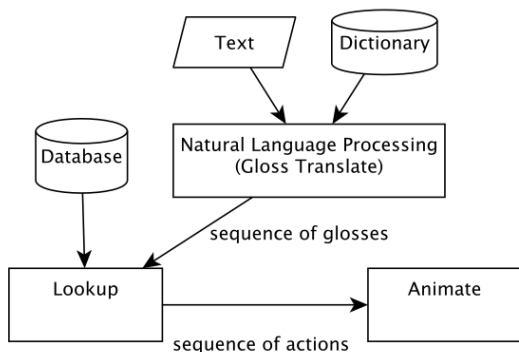 Text
Dictionary
Database
Natural Language Processing
(Gloss Translate)
sequence of glosses
Lookup
Animate
sequence of actions